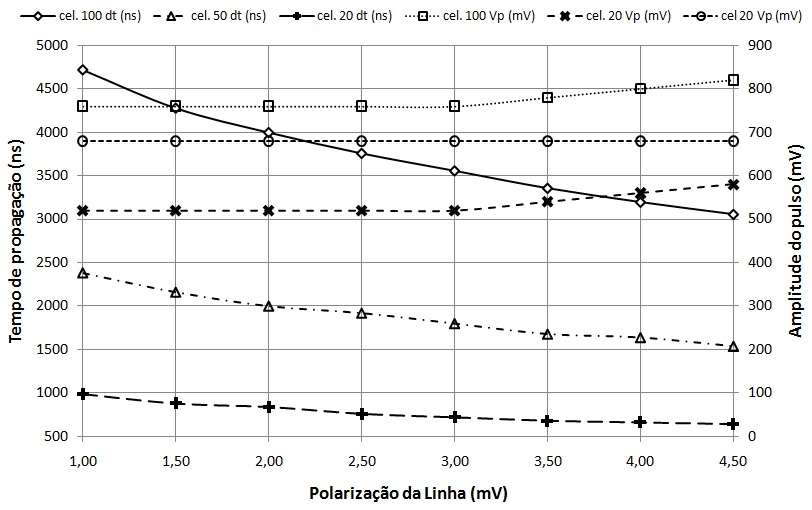 cel. 100 dt (ns) cel. 50 dt (ns) cel. 20 dt (ns) cel. 100 Vp (mV) cel. 20 Vp (mV) cel 20 Vp (mV)
5000 900
4500 800
4000 700
3500 600
3000 500
2500 400
2000 300
1500 200
1000 100
500 0
Tempo de propagação (ns)
Amplitude do pulso (mV)
1,00 1,50 2,00 2,50 3,00 3,50 4,00 4,50
Polarização da Linha (mV)